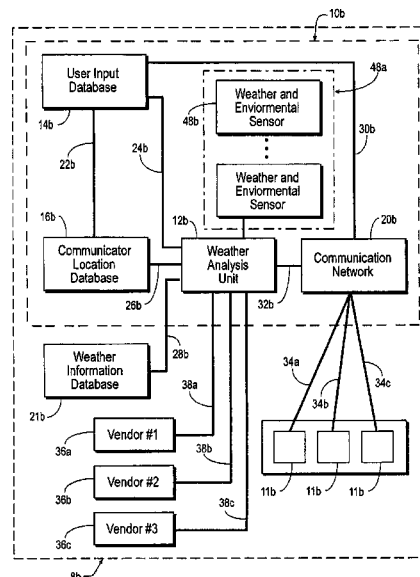 10b
User Input
Database
14b
Weather and
Enviormental
Sensor
48b
48a
Weather and
Enviormental
Sensor
22b
24b
30b
16b
12b
20b
Communicator
Location
Database
Weather
Analysis
Unit
Communication
Network
26b
32b
28b
Weather
Information
Database
21b
38a
34a
34b
34c
Vendor #1
36a
38b
Vendor #2
36b
11b
11b
11b
38c
Vendor #3
36c
8b